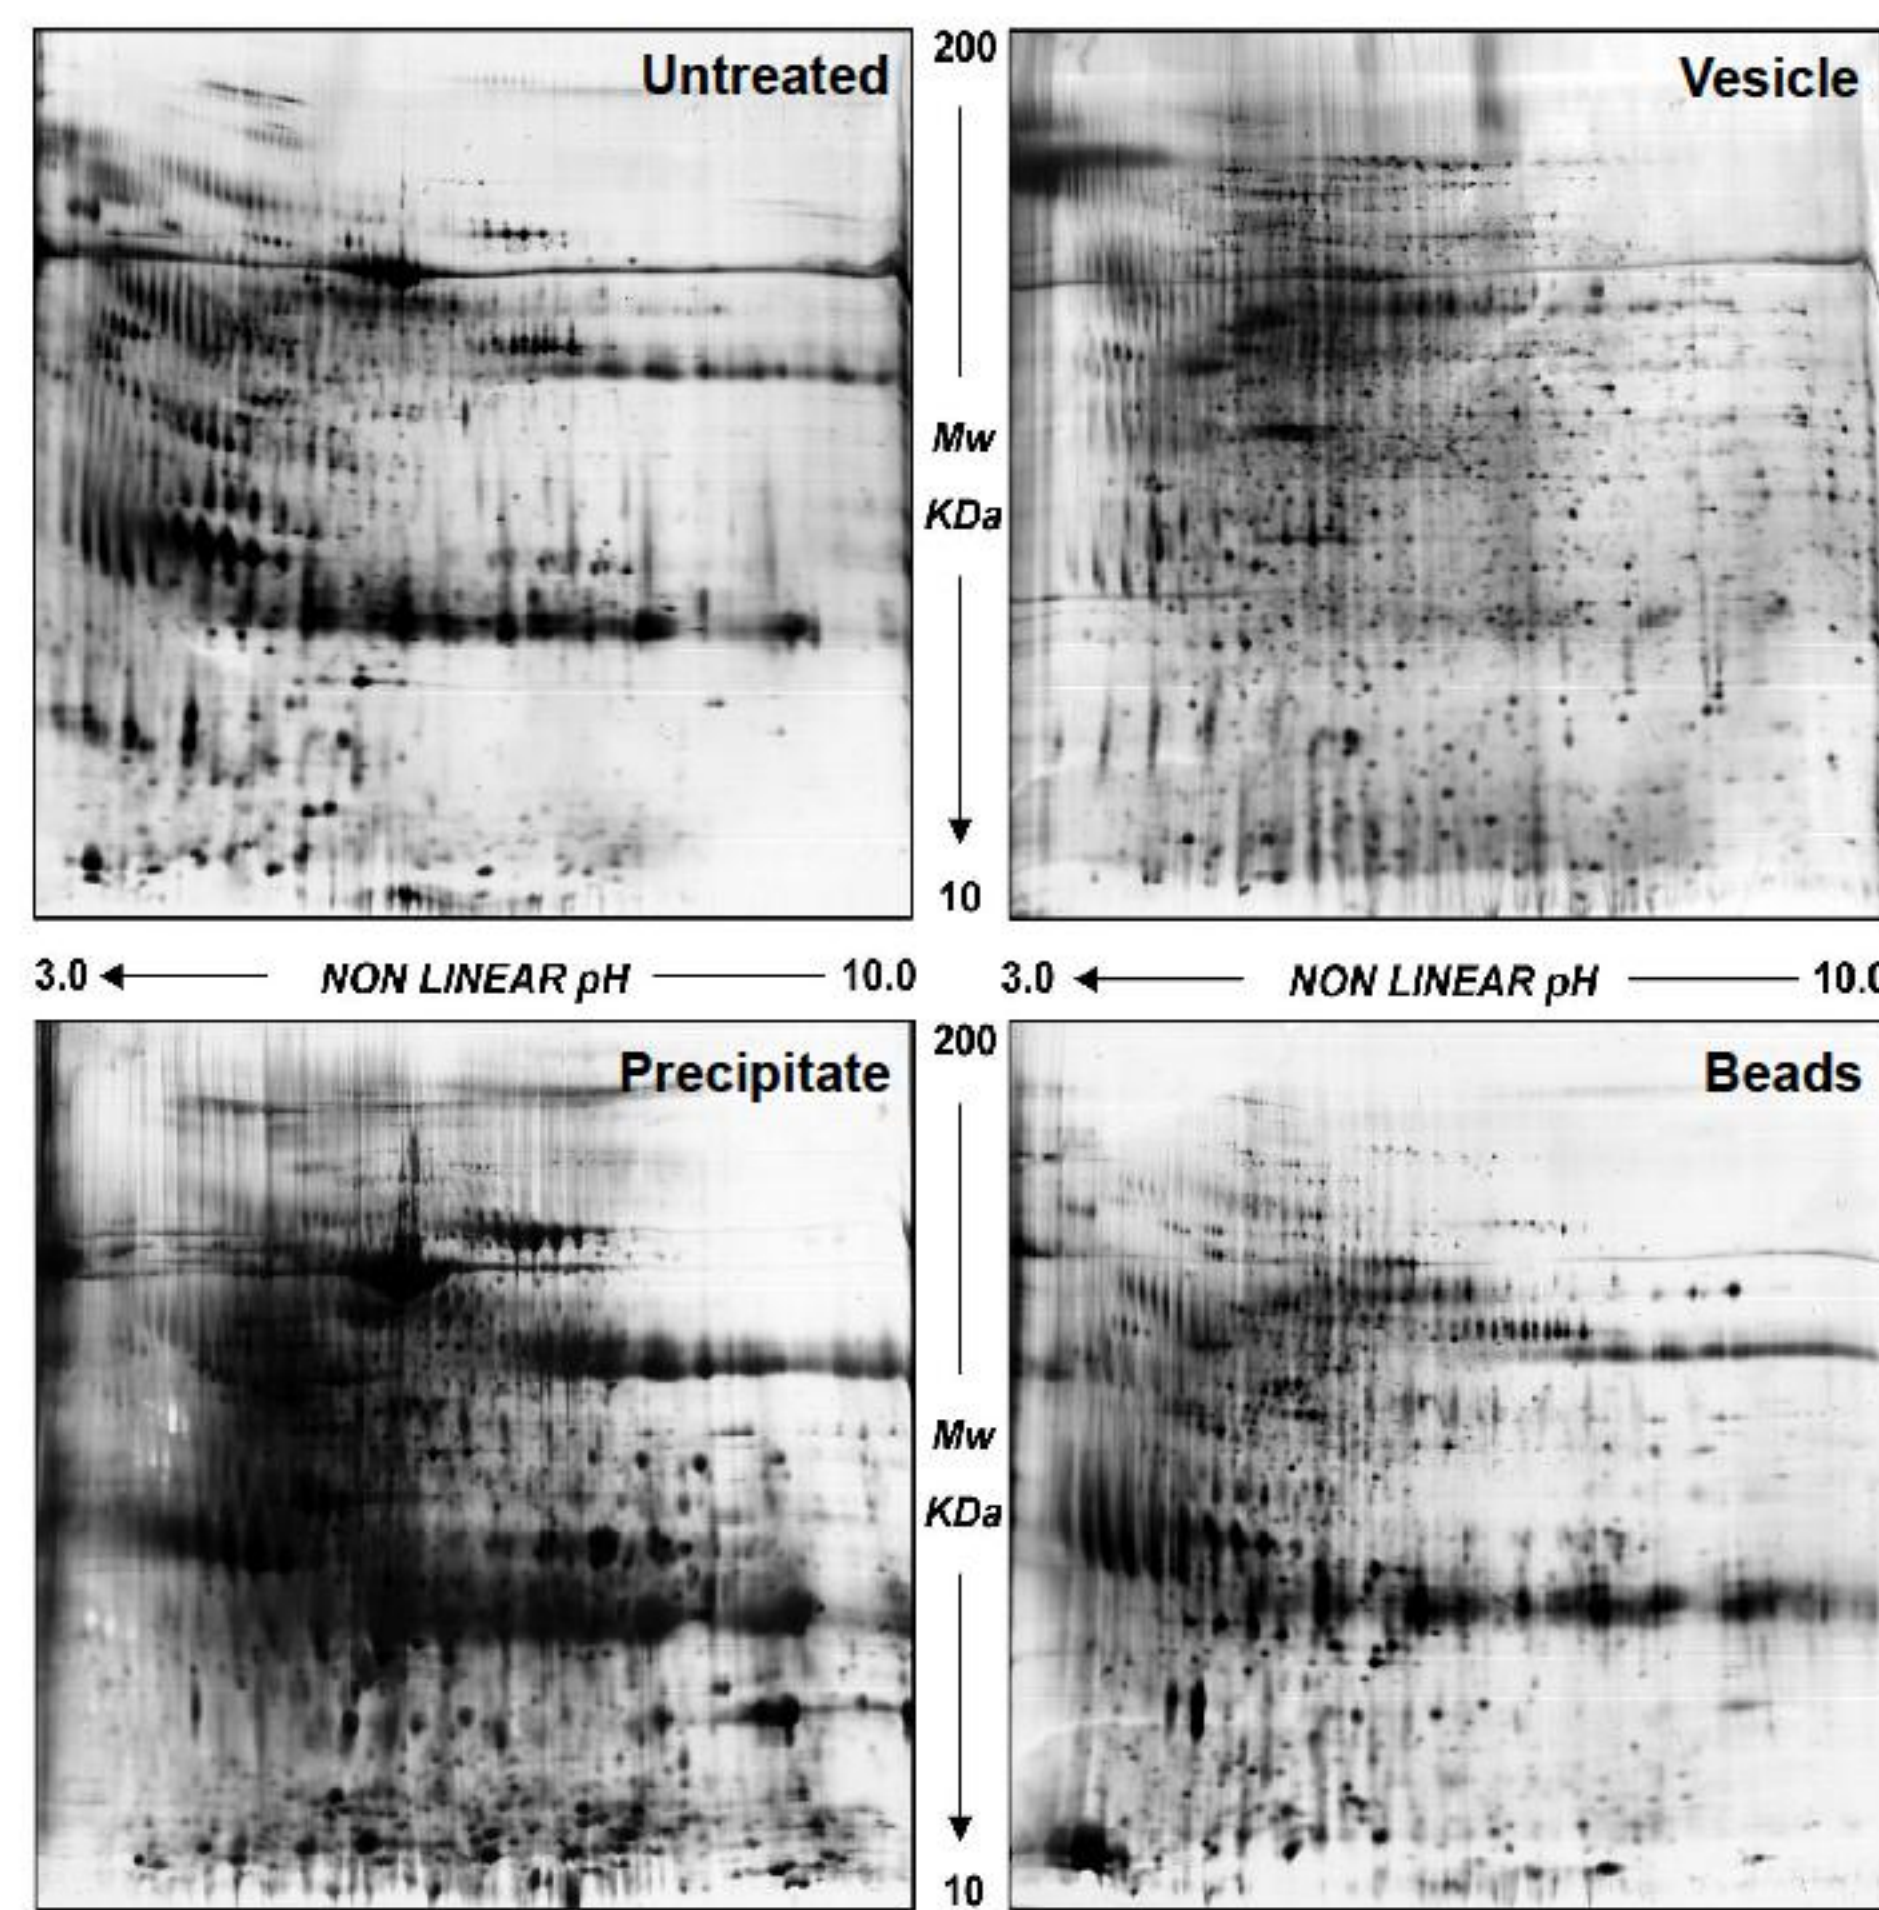 Untreated
200
Mw
KDa
10
Vesicle
3.0 NON LINEAR pH 10.0
3.0 NON LINEAR pH 10.0
Precipitate
200
Mw
KDa
10
Beads